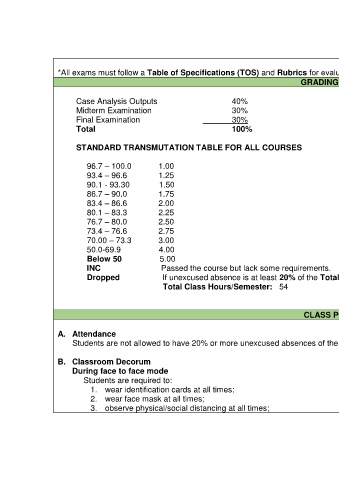 *All exams must follow a Table of Specifications (TOS) and Rubrics for evalu
GRADING
Case Analysis Outputs 40%
Midterm Examination 30%
Final Examination 30%
Total 100%
STANDARD TRANSMUTATION TABLE FOR ALL COURSES
96.7 – 100.0 1.00
93.4 – 96.6 1.25
90.1 - 93.30 1.50
86.7 – 90.0 1.75
83.4 – 86.6 2.00
80.1 – 83.3 2.25
76.7 – 80.0 2.50
73.4 – 76.6 2.75
70.00 – 73.3 3.00
50.0-69.9 4.00
Below 50 5.00
INC Passed the course but lack some requirements.
Dropped If unexcused absence is at least 20% of the Total
Total Class Hours/Semester: 54
CLASS P
A. Attendance
Students are not allowed to have 20% or more unexcused absences of the
B. Classroom Decorum
During face to face mode
Students are required to:
1. wear identification cards at all times;
2. wear face mask at all times;
3. observe physical/social distancing at all times;